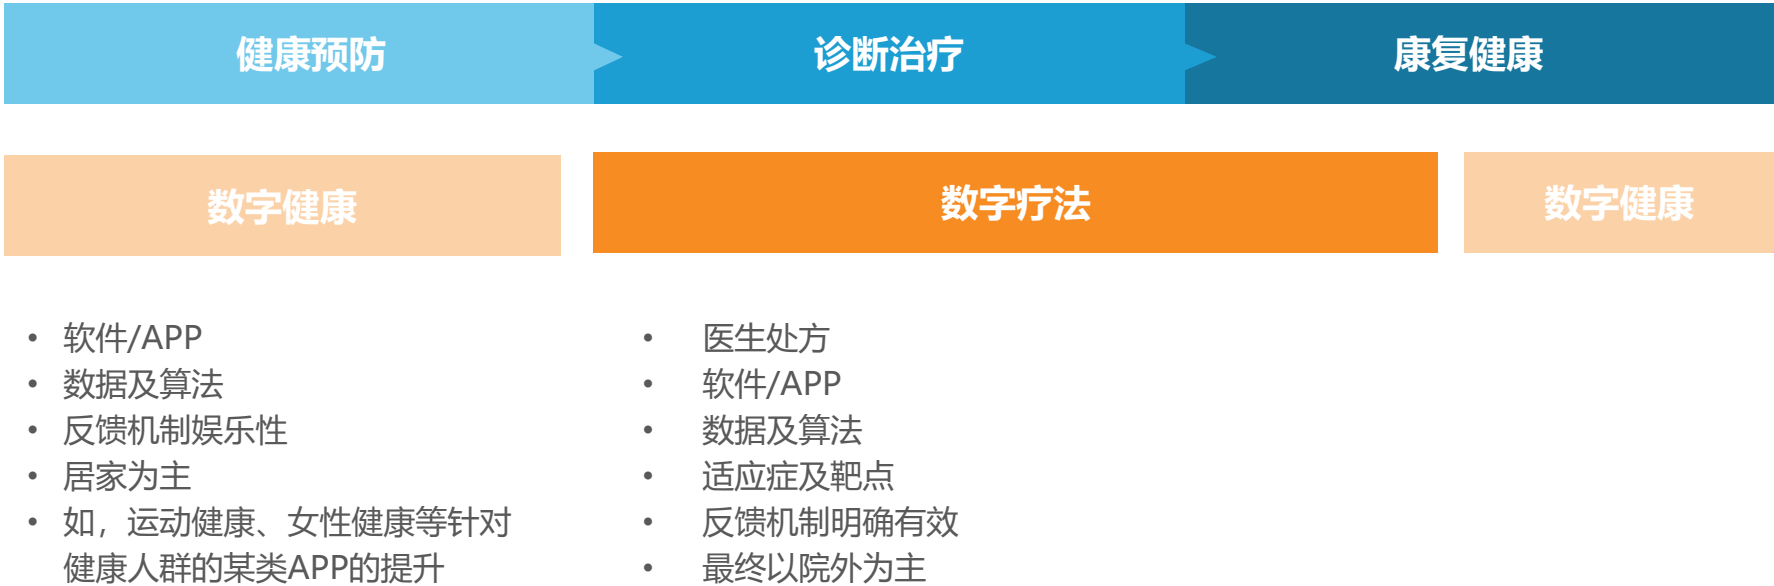 健康预防
诊断治疗
康复健康
数字健康
数字疗法
数字健康
• 软件/APP
• 数据及算法
• 反馈机制娱乐性
• 居家为主
• 如，运动健康、女性健康等针对
健康人群的某类APP的提升
• 医生处方
• 软件/APP
• 数据及算法
• 适应症及靶点
• 反馈机制明确有效
• 最终以院外为主